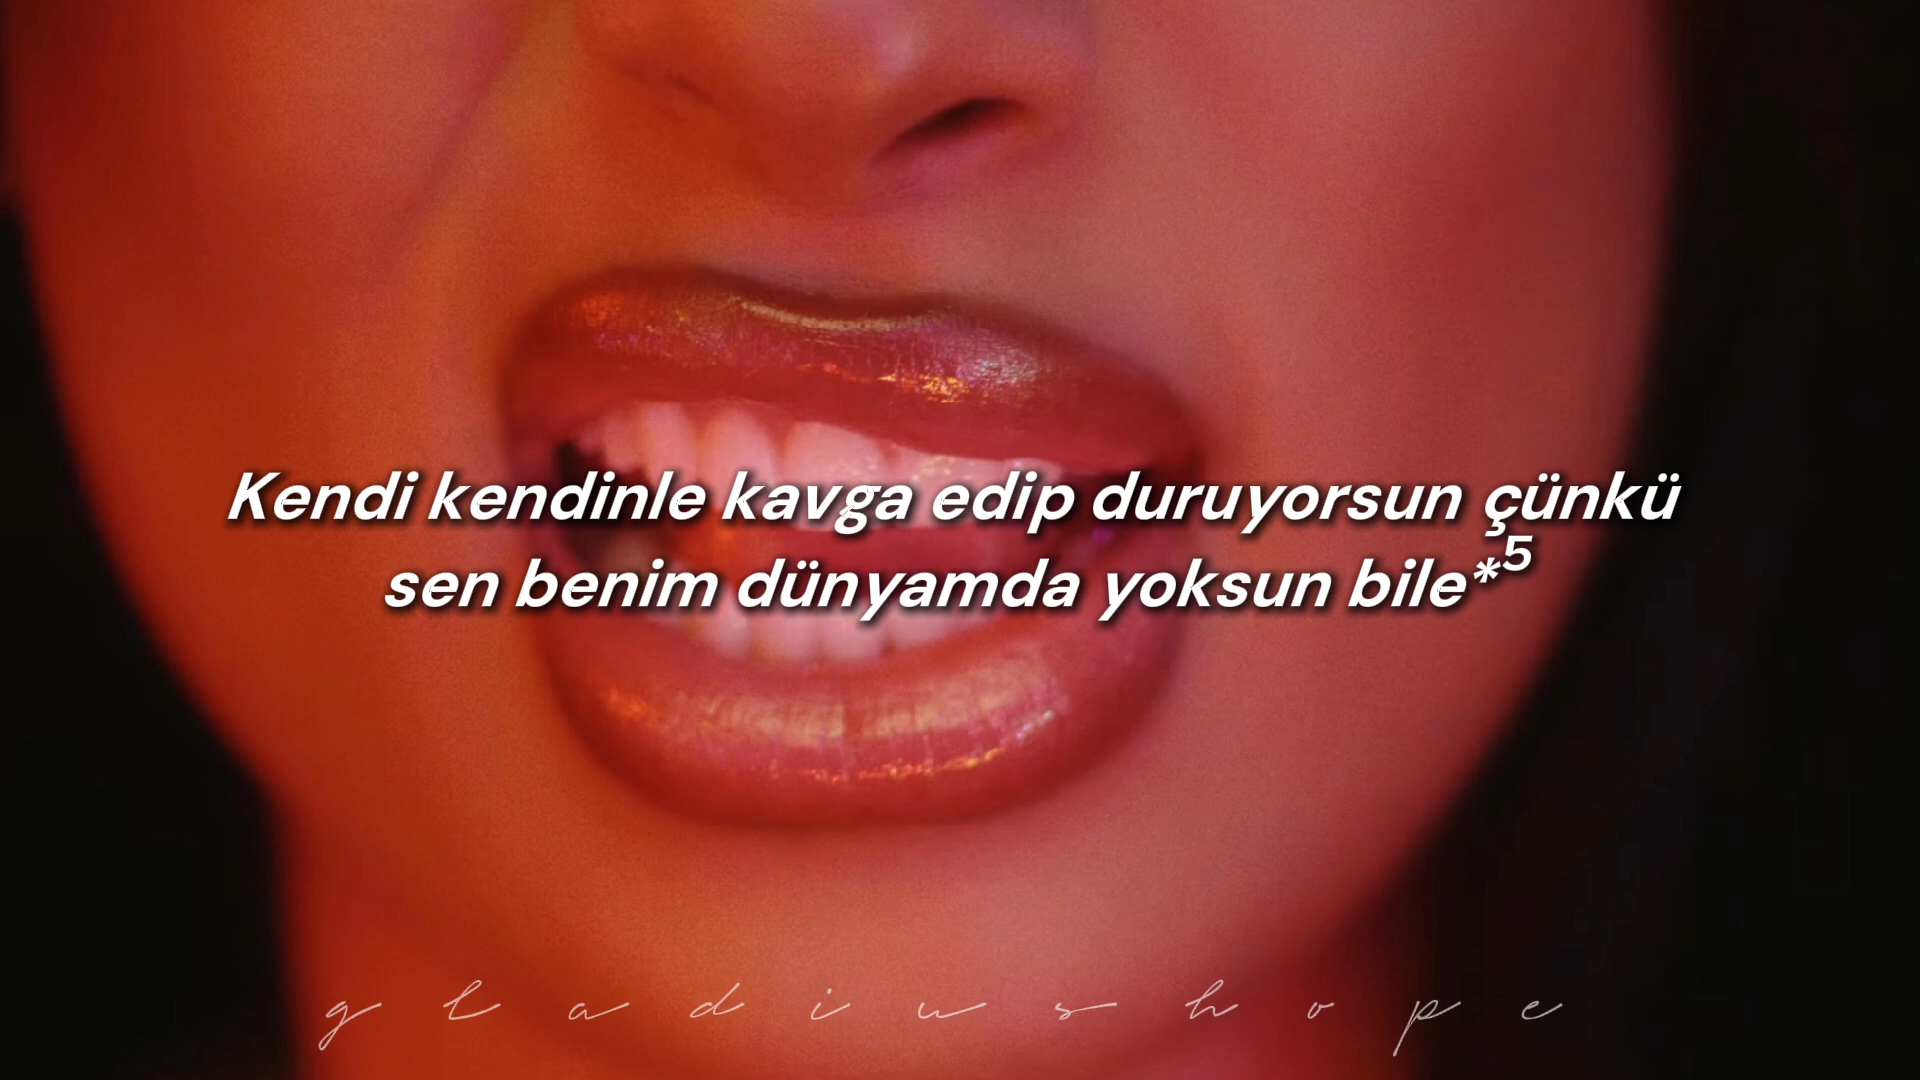 Kendi kendinle kavga edip duruyorsun çünkü
sen benim dünyamda yoksun bile*⁵
gladiushope